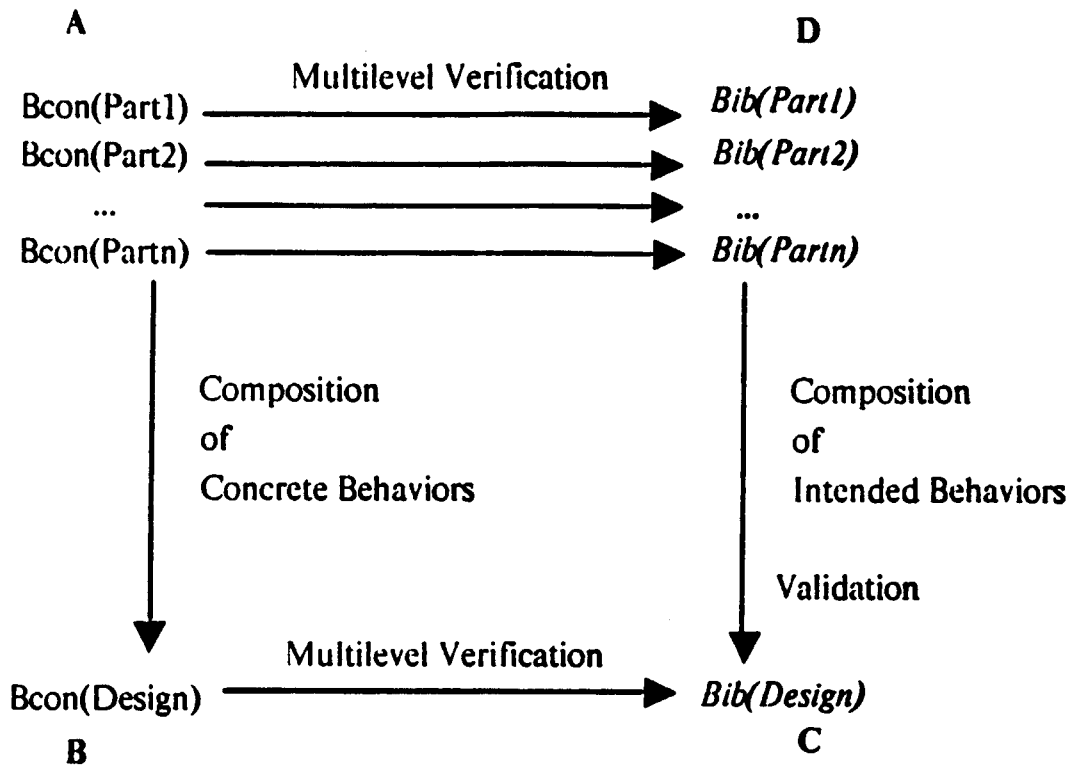 A
D
Multilevel Verification
Bcon(Part1)
Bib(Part1)
Bcon(Part2)
Bib(Part2)
...
...
Bcon(Partn)
Bib(Partn)
Composition
of
Concrete Behaviors
Composition
of
Intended Behaviors
Validation
Multilevel Verification
Bcon(Design)
Bib(Design)
B
C